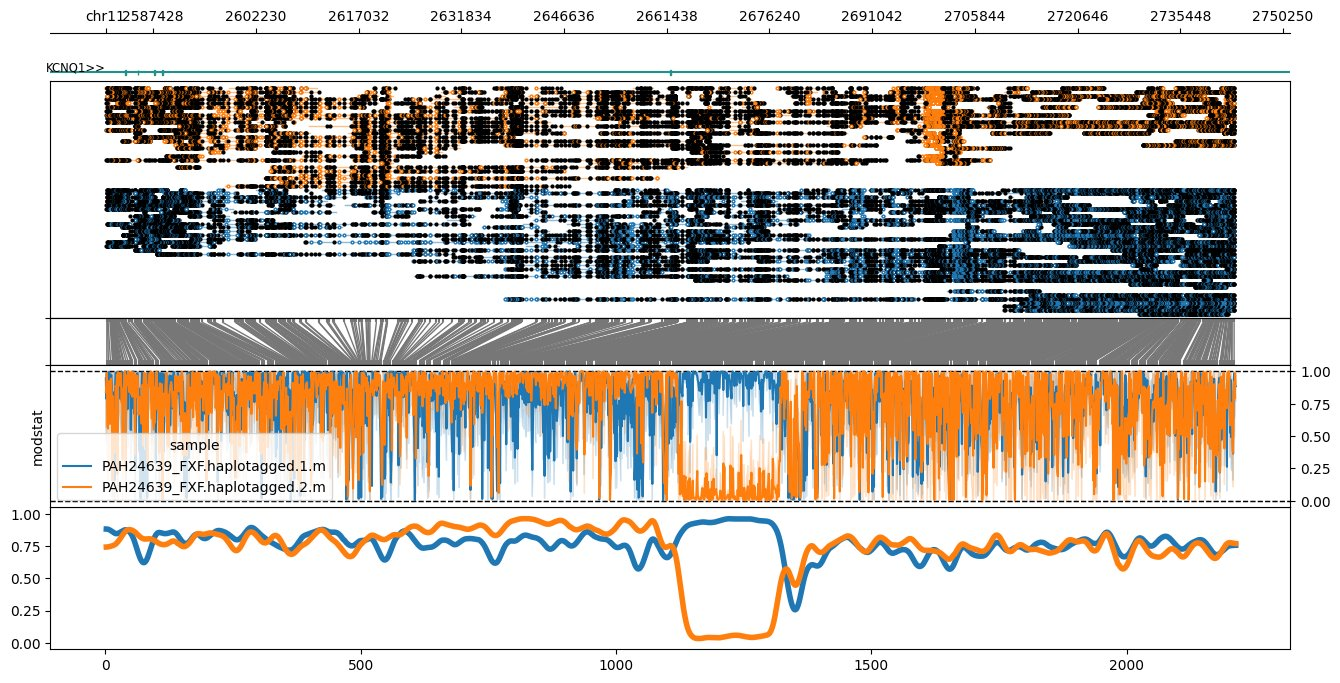 chr11 2587428 2602230 2617032 2631834 2646636 2661438 2676240 2691042 2705844 2720646 2735448 2750250
KCNQ1>>
modstat
1.00
0.75
0.50
0.25
0.00
sample
PAH24639_FXF.haplotagged.1.m
PAH24639_FXF.haplotagged.2.m
1.00
0.75
0.50
0.25
0.00
0 500 1000 1500 2000